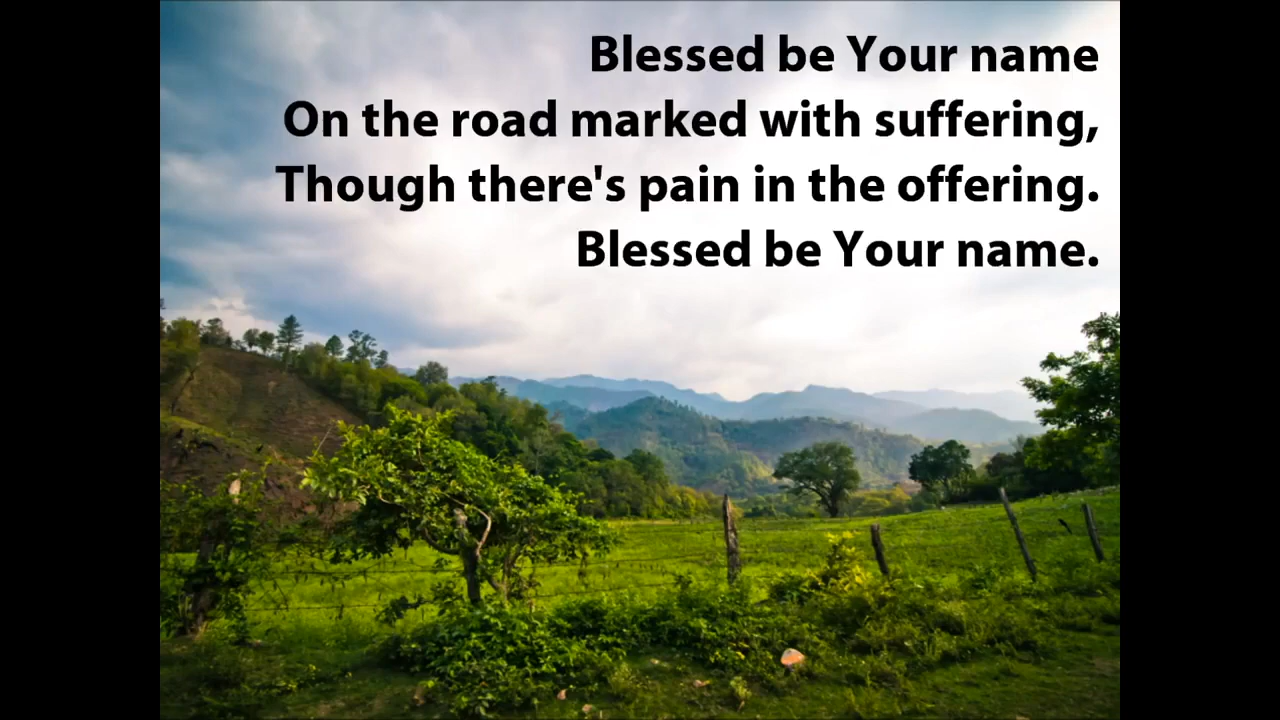 Blessed be Your name
On the road marked with suffering,
Though there's pain in the offering.
Blessed be Your name.